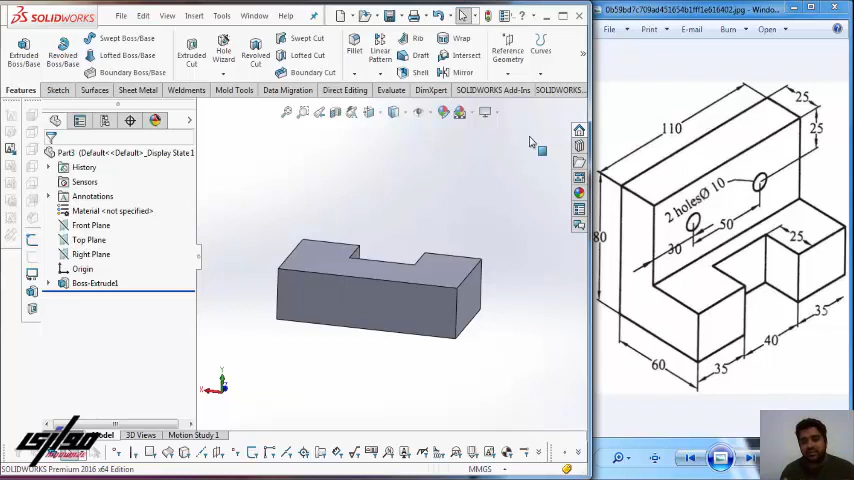 SOLIDWORKS
File Edit View Insert Tools Window Help
Extruded Boss/Base
Revolved Boss/Base
Swept Boss/Base
Lofted Boss/Base
Boundary Boss/Base
Extruded Cut
Hole Wizard
Revolved Cut
Swept Cut
Lofted Cut
Boundary Cut
Fillet
Linear Pattern
Rib
Draft
Shell
Wrap
Intersect
Mirror
Reference Geometry
Curves
Features Sketch Surfaces Sheet Metal Weldments Mold Tools Data Migration Direct Editing Evaluate DimXpert SOLIDWORKS Add-Ins SOLIDWORKS...
Part3 (Default<<Default>_Display State 1
History
Sensors
Annotations
Material <not specified>
Front Plane
Top Plane
Right Plane
Origin
Boss-Extrude1
Y
X
Z
Model 3D Views Motion Study 1
SOLIDWORKS Premium 2016 x64 Edition
MMGS
0b59bd7c709ad451654b1fff1e616402.jpg - Windo...
File Print Burn Open
25
110
25
2 holesØ 10
50
30
80
25
35
40
60
35